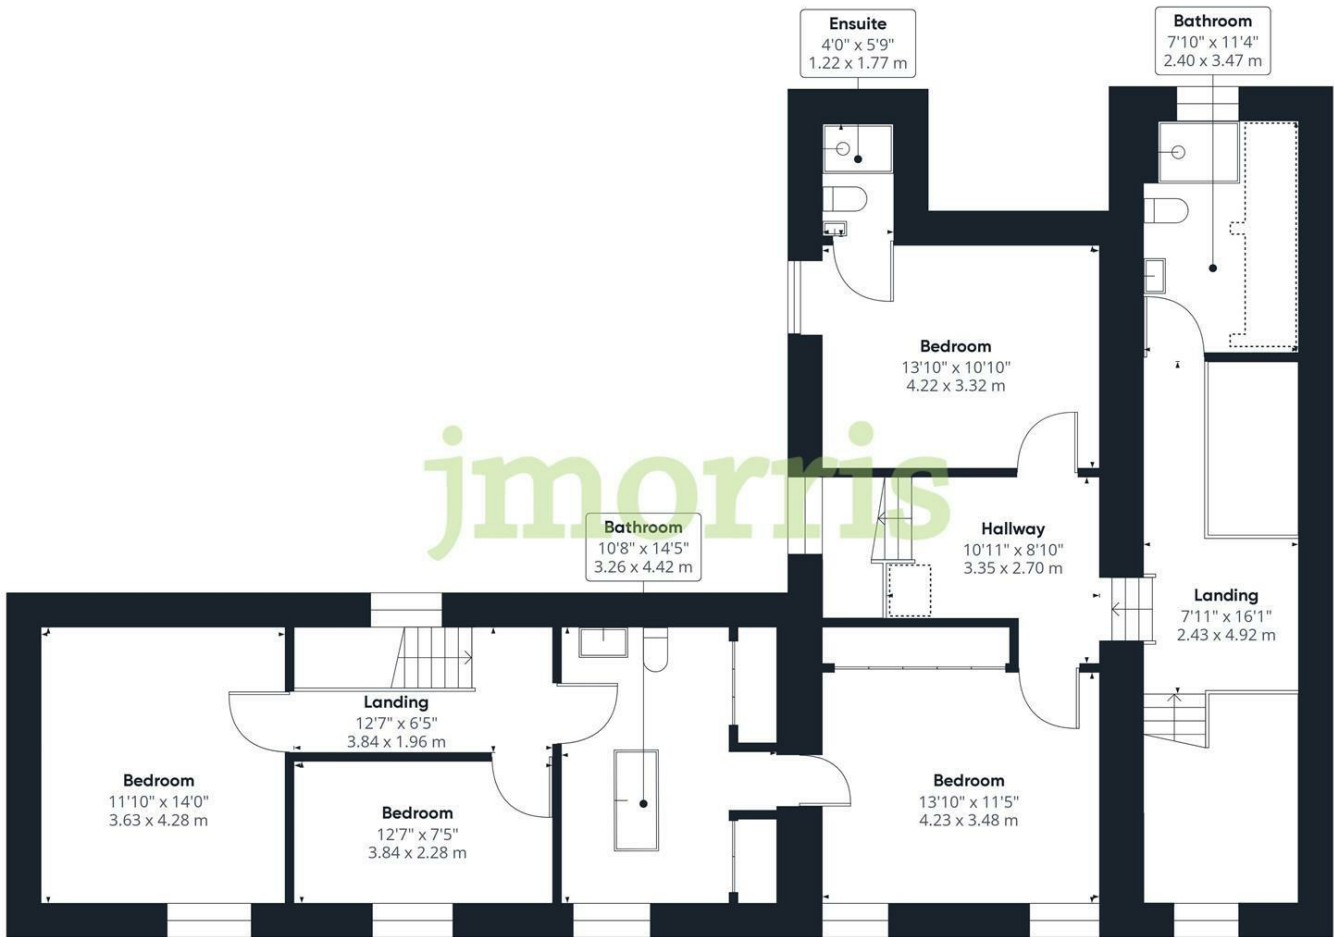 Ensuite
4'0" x 5'9"
1.22 x 1.77 m
Bathroom
7'10" x 11'4"
2.40 x 3.47 m
Bedroom
13'10" x 10'10"
4.22 x 3.32 m
jmorris
Bathroom
10'8" x 14'5"
3.26 x 4.42 m
Hallway
10'11" x 8'10"
3.35 x 2.70 m
Landing
7'11" x 16'1"
2.43 x 4.92 m
Landing
12'7" x 6'5"
3.84 x 1.96 m
Bedroom
11'10" x 14'0"
3.63 x 4.28 m
Bedroom
12'7" x 7'5"
3.84 x 2.28 m
Bedroom
13'10" x 11'5"
4.23 x 3.48 m